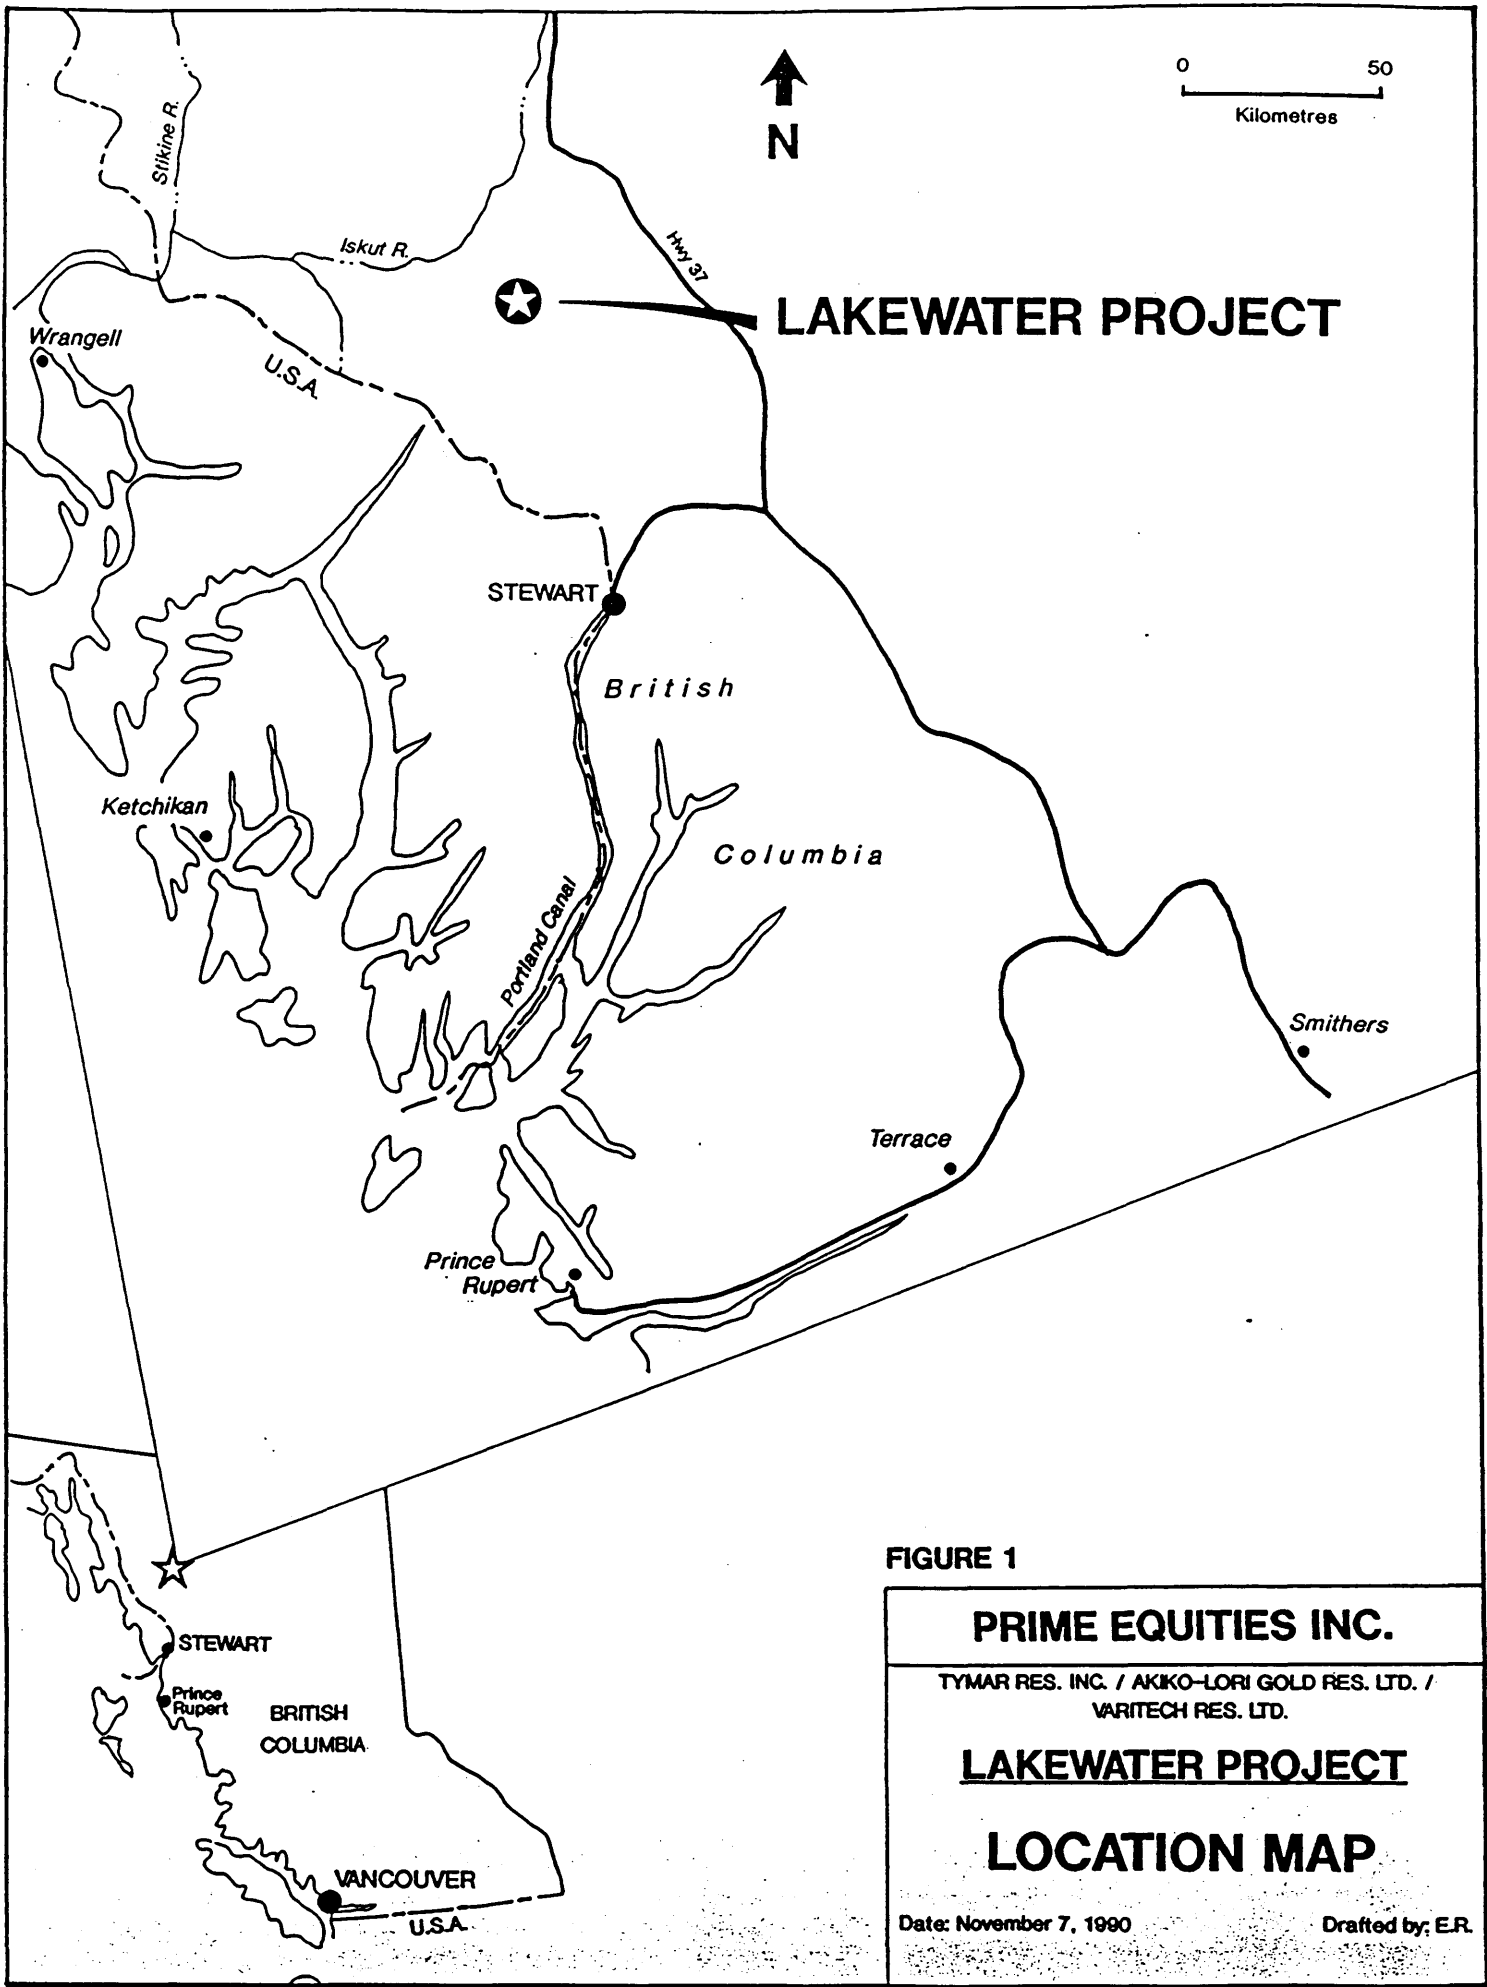 0 50
Kilometres
N
Stikine R.
Iskut R.
Hwy 37
LAKEWATER PROJECT
Wrangell
U.S.A.
STEWART
British
Ketchikan
Columbia
Portland Canal
Smithers
Terrace
Prince
Rupert
STEWART
Prince
Rupert
BRITISH
COLUMBIA
VANCOUVER
U.S.A.
FIGURE 1
PRIME EQUITIES INC.
TYMAR RES. INC. / AKIKO-LORI GOLD RES. LTD. /
VARITECH RES. LTD.
LAKEWATER PROJECT
LOCATION MAP
Date: November 7, 1990 Drafted by: E.R.